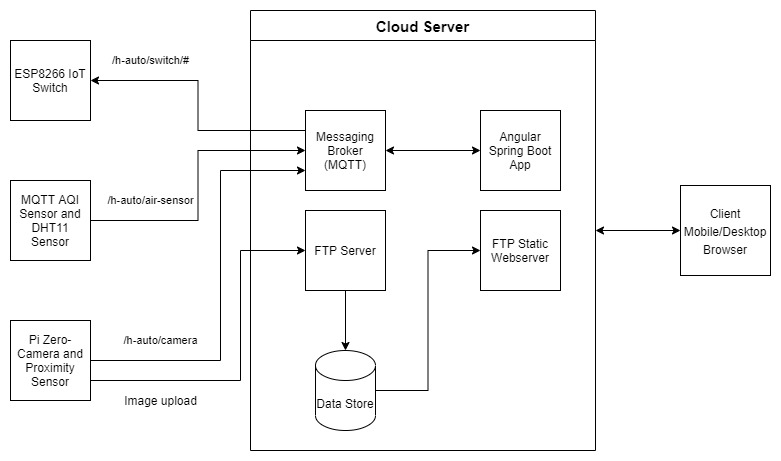 Cloud Server
/h-auto/switch/#
ESP8266 IoT
Switch
Messaging
Broker
(MQTT)
Angular
Spring Boot
App
MQTT AQI
Sensor and
DHT11
Sensor
/h-auto/air-sensor
FTP Server
FTP Static
Webserver
Client
Mobile/Desktop
Browser
Pi Zero-
Camera and
Proximity
Sensor
/h-auto/camera
Image upload
Data Store